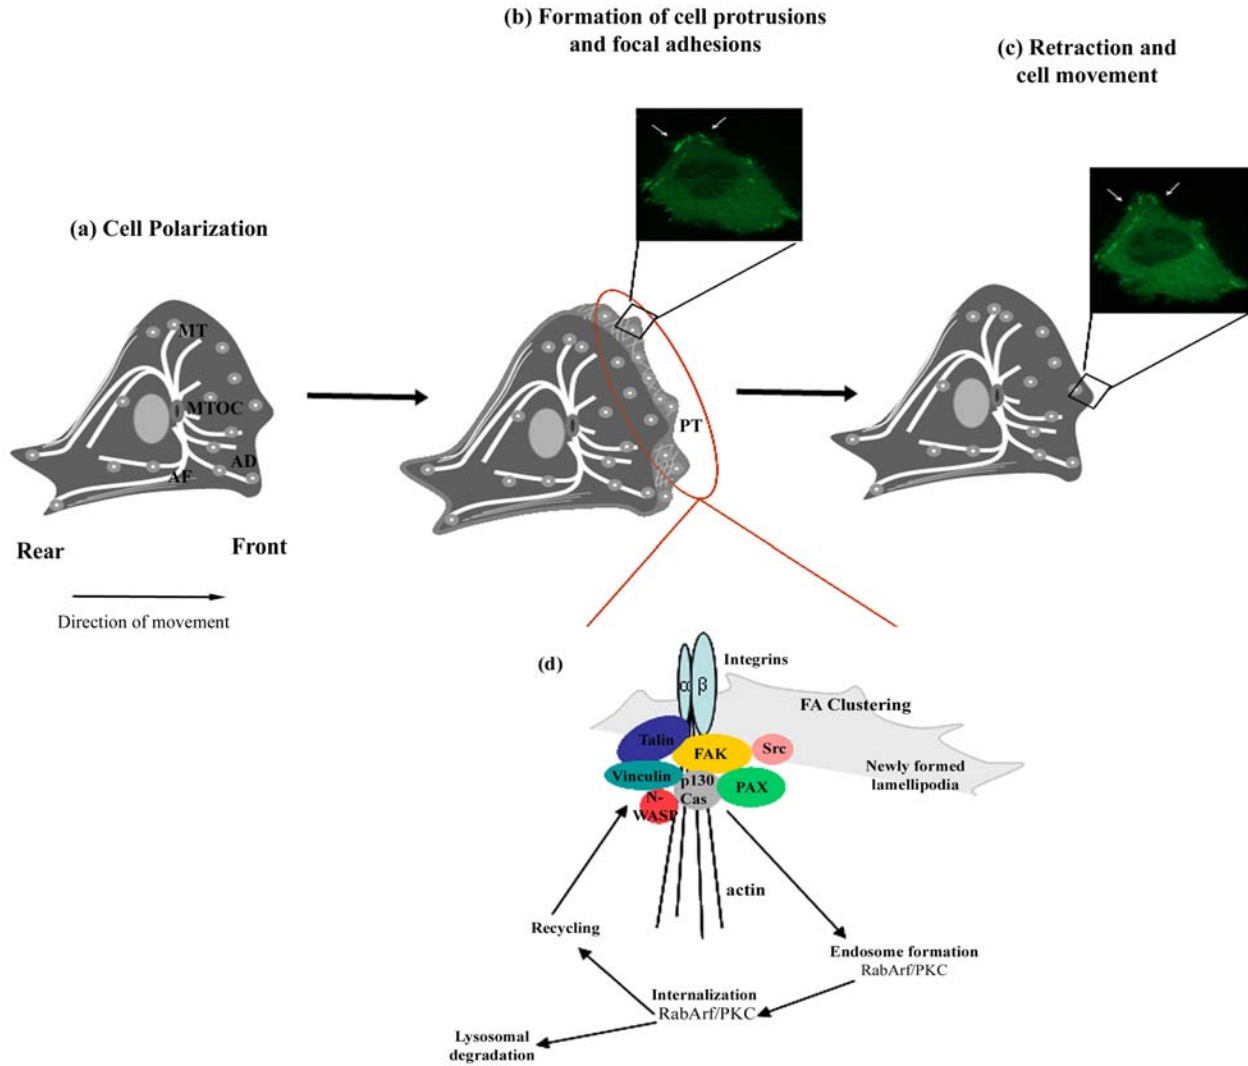 (b) Formation of cell protrusions
and focal adhesions
(c) Retraction and
cell movement
(a) Cell Polarization
MT
MTOC
AD
AF
PT
Rear
Front
Direction of movement
(d)
Integrins
α β
FA Clustering
Talin
FAK
Src
Newly formed
lamellipodia
Vinculin
p130
Cas
PAX
N-
WASP
actin
Recycling
Endosome formation
RabArf/PKC
Internalization
RabArf/PKC
Lysosomal
degradation